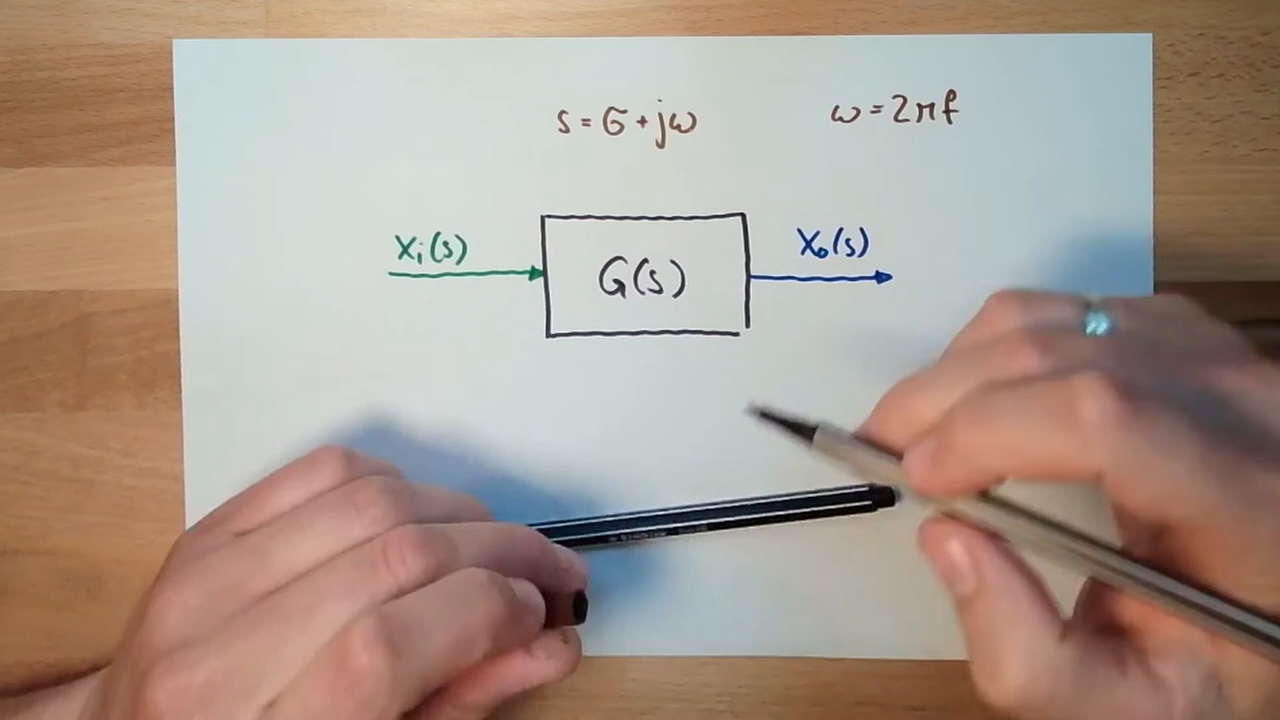 s = σ + jω
ω = 2πf
Xi(s)
G(s)
Xo(s)